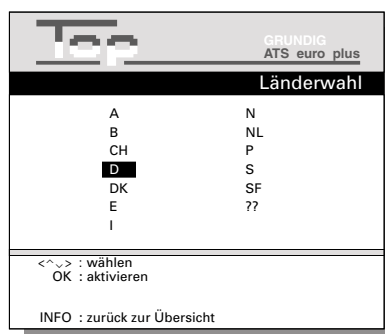 Top
GRUNDIG
ATS euro plus
Länderwahl
A
B
CH
D
DK
E
I
N
NL
P
S
SF
??
<^⌄> : wählen
OK : aktivieren
INFO : zurück zur Übersicht